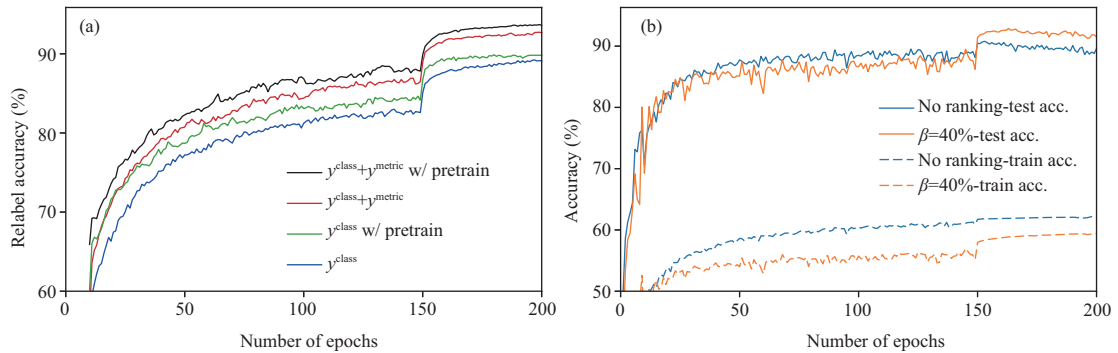 (a)
Relabel accuracy (%)
90
80
70
60
0
50
100
150
200
Number of epochs
y^class+y^metric w/ pretrain
y^class+y^metric
y^class w/ pretrain
y^class
(b)
Accuracy (%)
90
80
70
60
50
0
50
100
150
200
Number of epochs
No ranking-test acc.
β=40%-test acc.
No ranking-train acc.
β=40%-train acc.